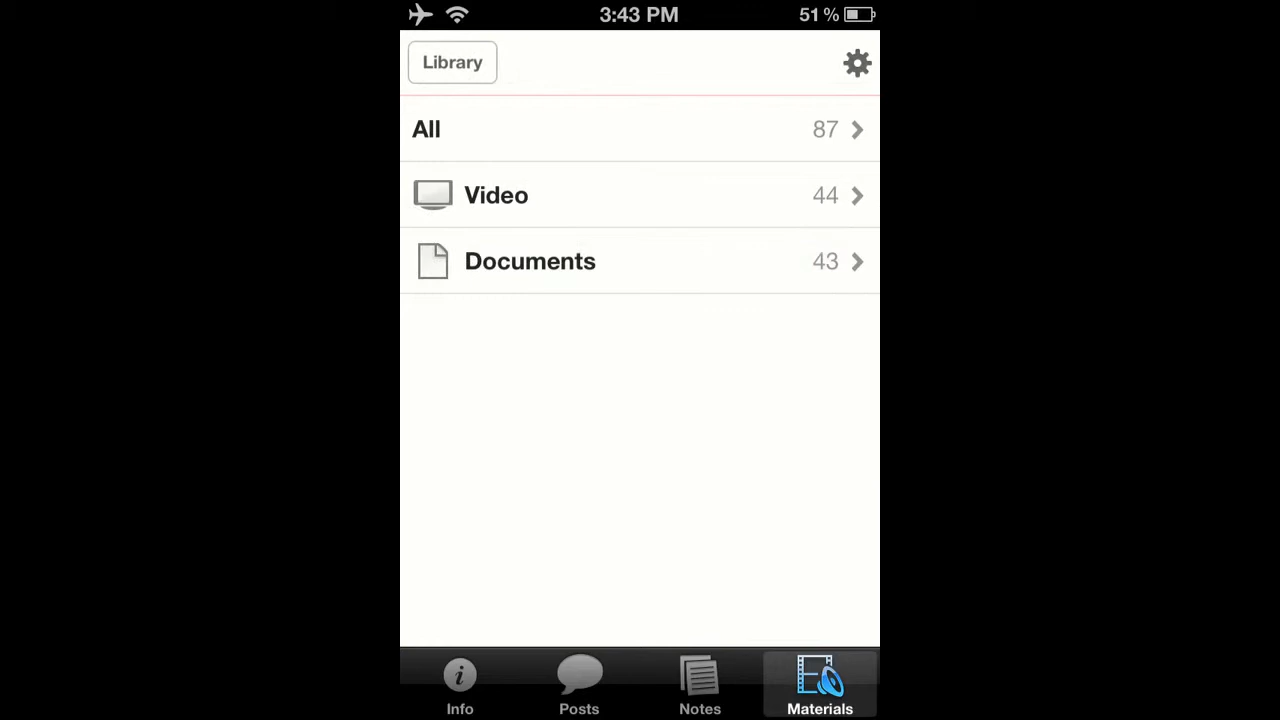 3:43 PM 51 %
Library
All 87
Video 44
Documents 43
Info Posts Notes Materials